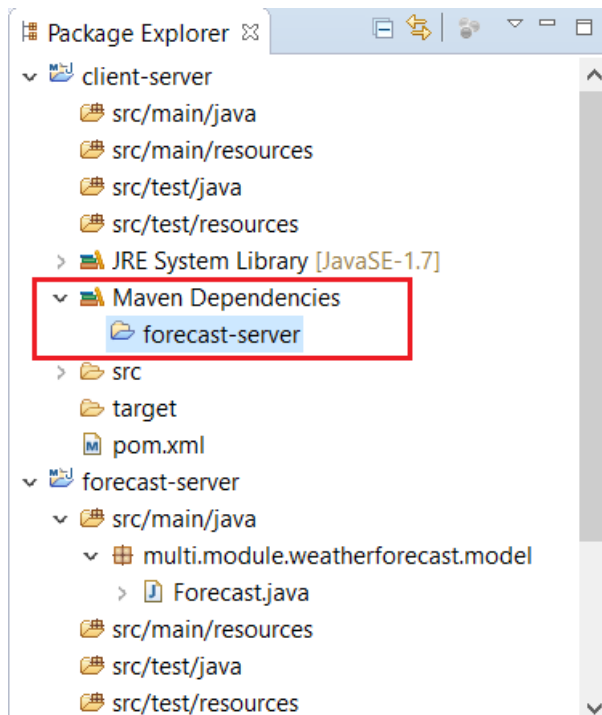 Package Explorer
client-server
src/main/java
src/main/resources
src/test/java
src/test/resources
JRE System Library [JavaSE-1.7]
Maven Dependencies
forecast-server
src
target
pom.xml
forecast-server
src/main/java
multi.module.weatherforecast.model
Forecast.java
src/main/resources
src/test/java
src/test/resources